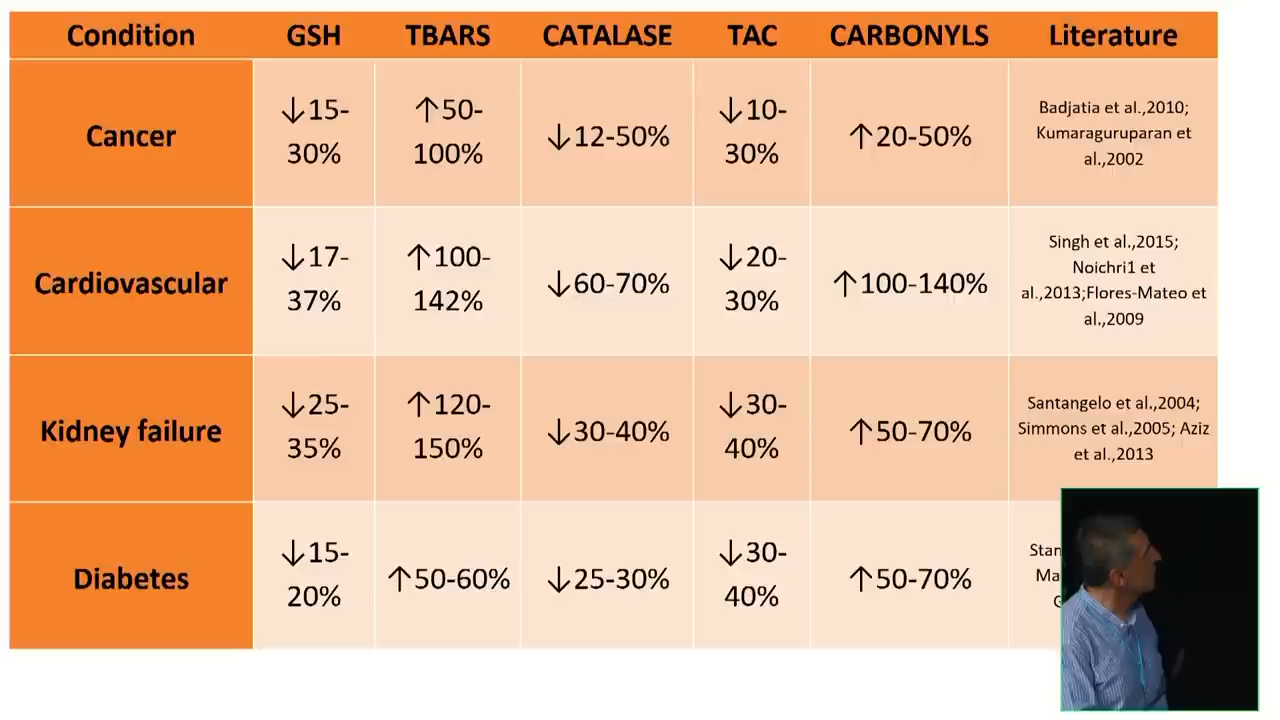 Condition GSH TBARS CATALASE TAC CARBONYLS Literature
Cancer
↓15-
30%
↑50-
100%
↓12-50%
↓10-
30%
↑20-50%
Badjatia et al.,2010;
Kumaraguruparan et
al.,2002
Cardiovascular
↓17-
37%
↑100-
142%
↓60-70%
↓20-
30%
↑100-140%
Singh et al.,2015;
Noichri1 et
al.,2013;Flores-Mateo et
al.,2009
Kidney failure
↓25-
35%
↑120-
150%
↓30-40%
↓30-
40%
↑50-70%
Santangelo et al.,2004;
Simmons et al.,2005; Aziz
et al.,2013
Diabetes
↓15-
20%
↑50-60%
↓25-30%
↓30-
40%
↑50-70%